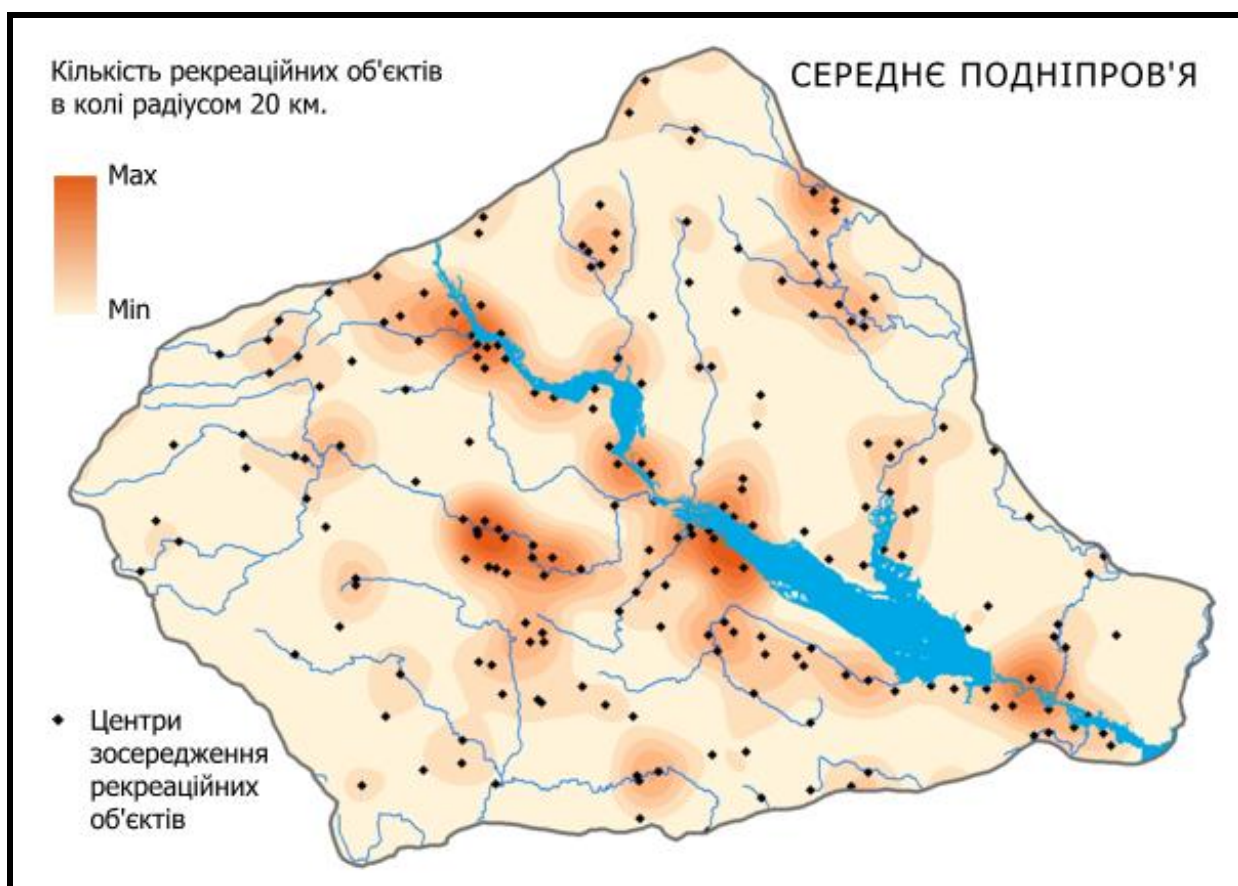 Кількість рекреаційних об'єктів
в колі радіусом 20 км.
СЕРЕДНЄ ПОДНІПРОВ'Я
Max
Min
Центри
зосередження
рекреаційних
об'єктів